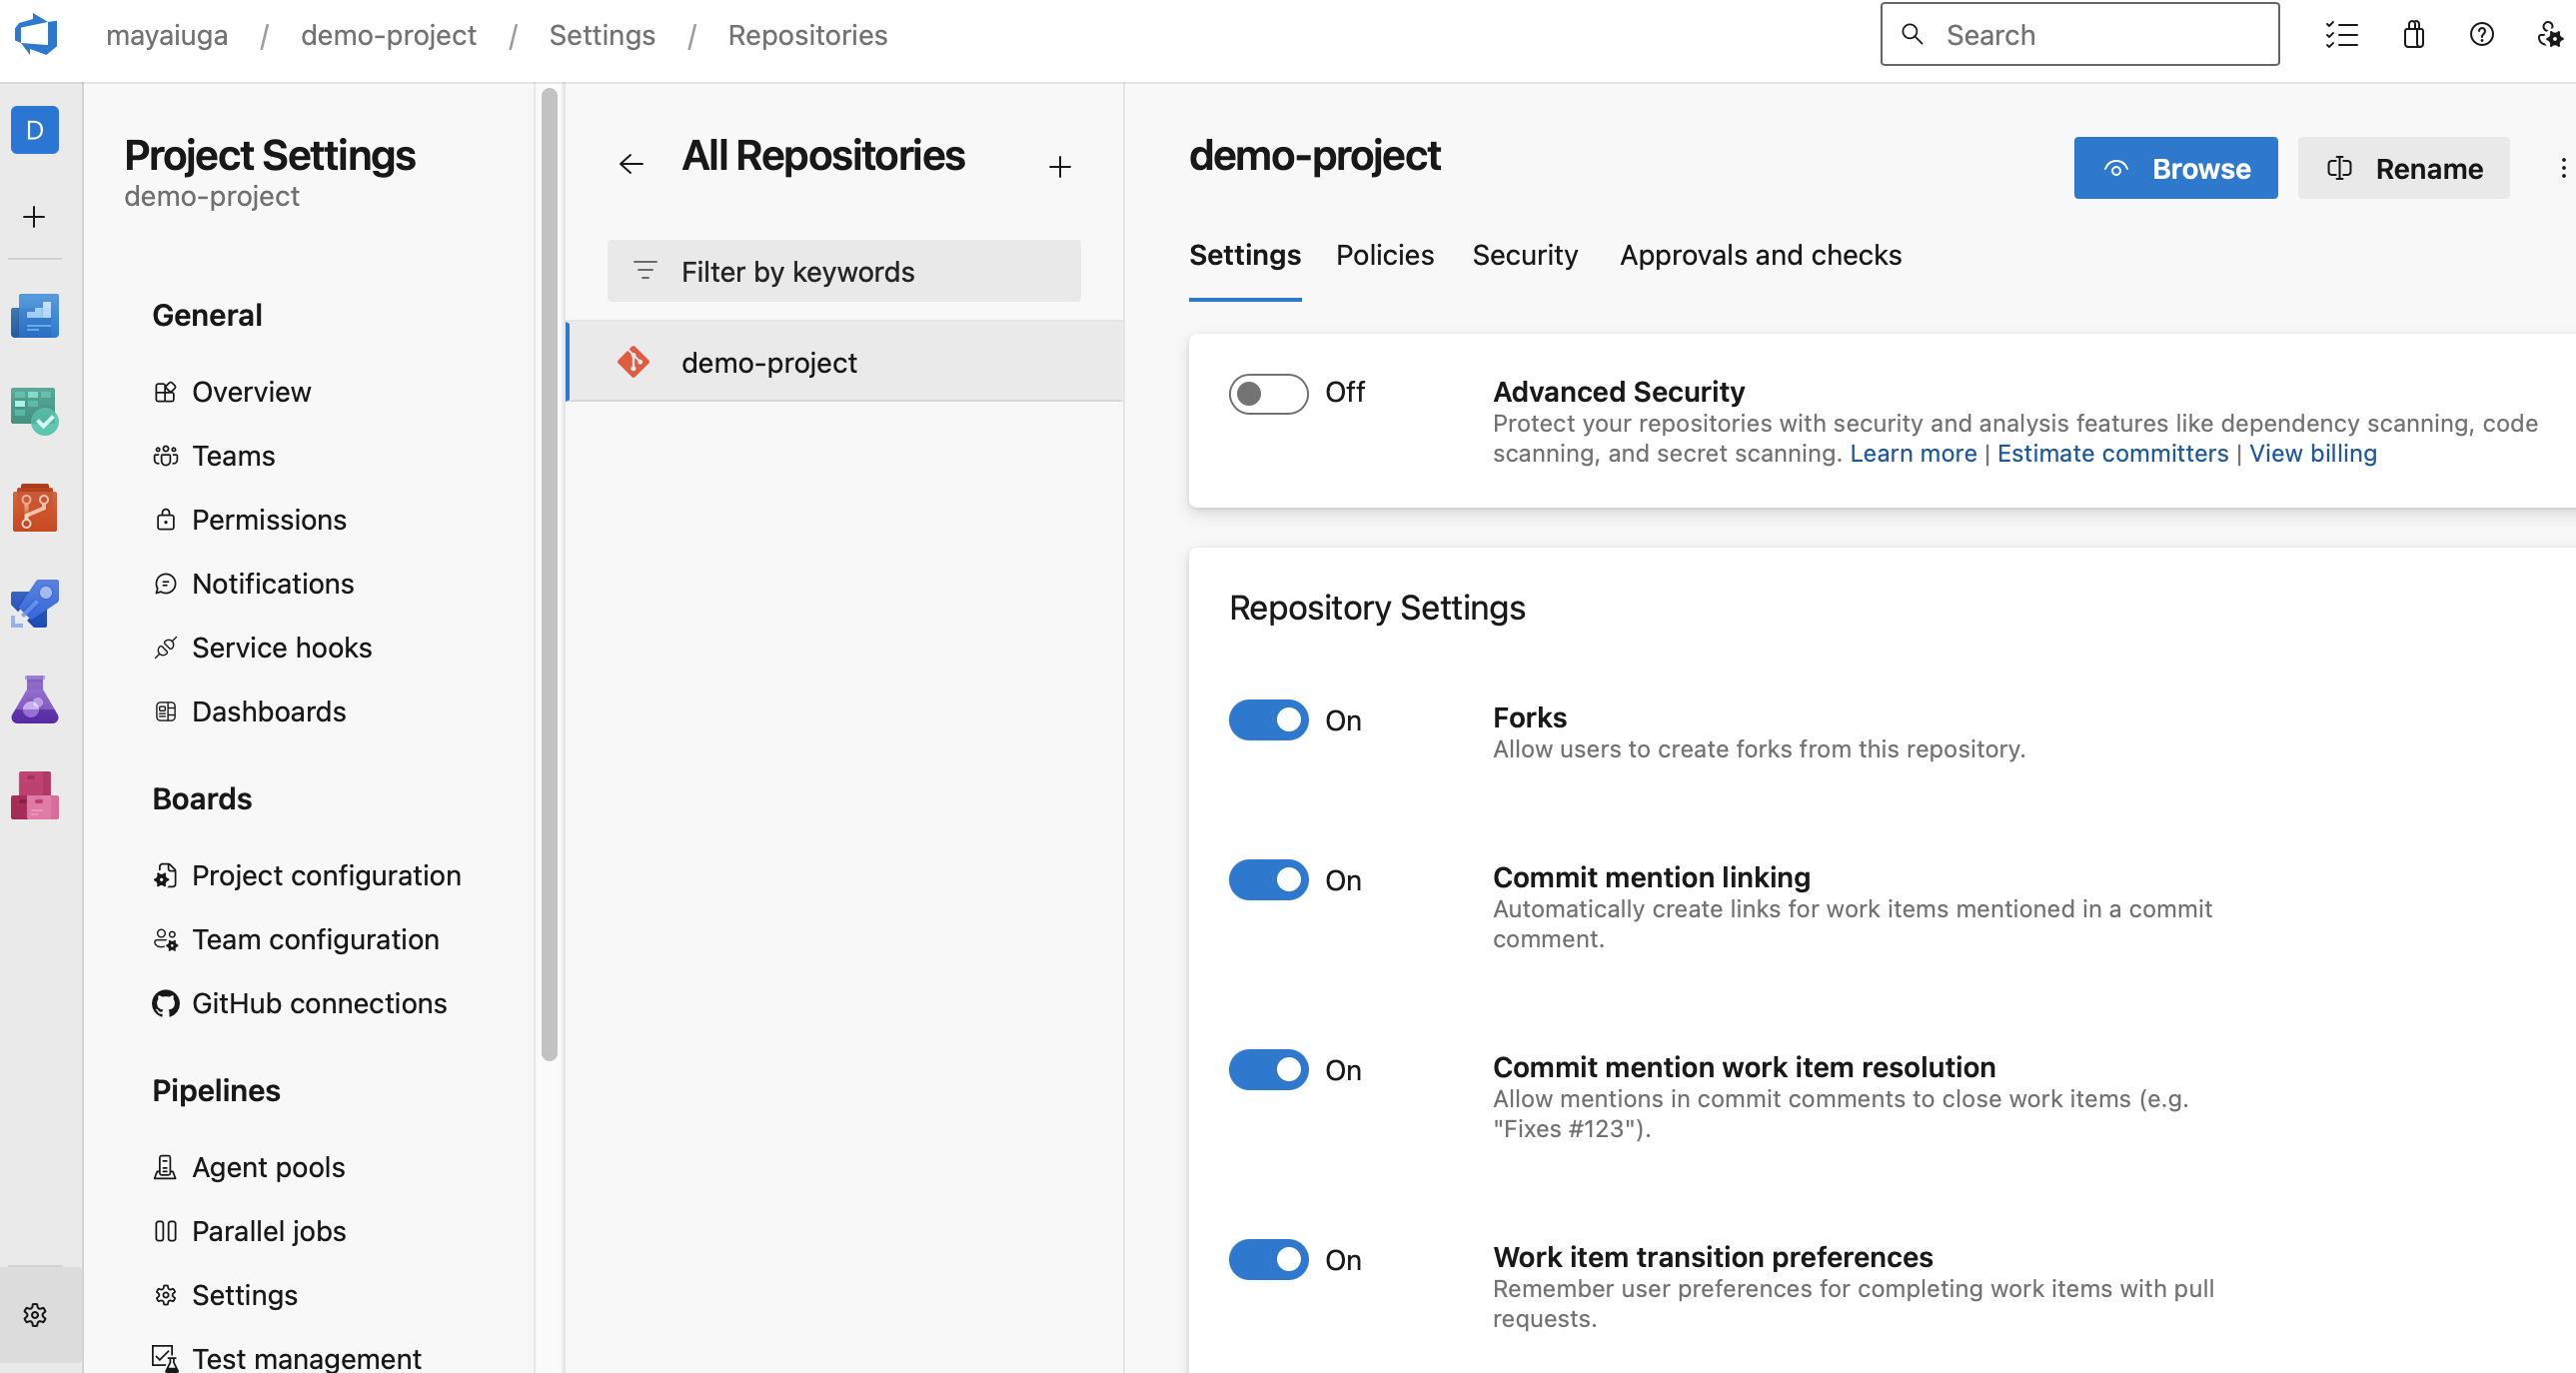 mayaiuga / demo-project / Settings / Repositories
Search
D
Project Settings
demo-project
General
Overview
Teams
Permissions
Notifications
Service hooks
Dashboards
Boards
Project configuration
Team configuration
GitHub connections
Pipelines
Agent pools
Parallel jobs
Settings
Test management
All Repositories
Filter by keywords
demo-project
demo-project
Browse
Rename
Settings Policies Security Approvals and checks
Off
Advanced Security
Protect your repositories with security and analysis features like dependency scanning, code
scanning, and secret scanning. Learn more | Estimate committers | View billing
Repository Settings
On
Forks
Allow users to create forks from this repository.
On
Commit mention linking
Automatically create links for work items mentioned in a commit
comment.
On
Commit mention work item resolution
Allow mentions in commit comments to close work items (e.g.
"Fixes #123").
On
Work item transition preferences
Remember user preferences for completing work items with pull
requests.